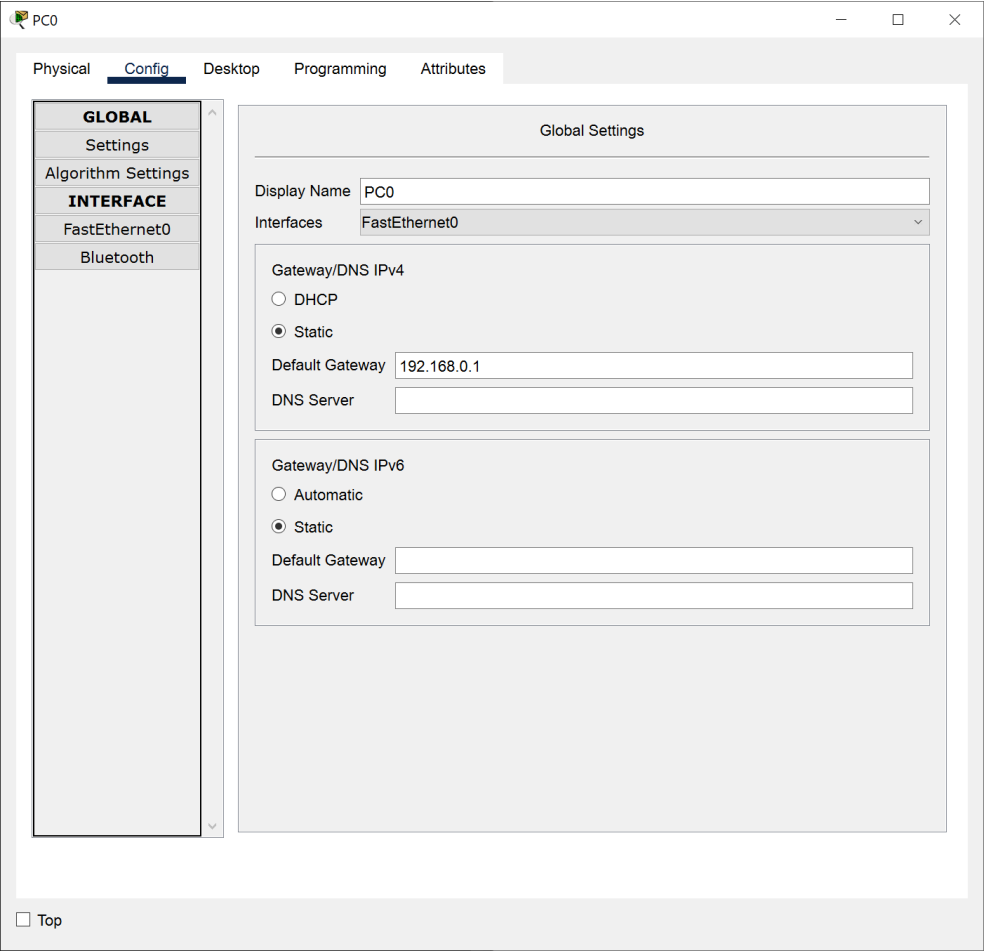 PC0
Physical Config Desktop Programming Attributes
GLOBAL
Settings
Algorithm Settings
INTERFACE
FastEthernet0
Bluetooth
Global Settings
Display Name PC0
Interfaces FastEthernet0
Gateway/DNS IPv4
DHCP
Static
Default Gateway 192.168.0.1
DNS Server
Gateway/DNS IPv6
Automatic
Static
Default Gateway
DNS Server
Top